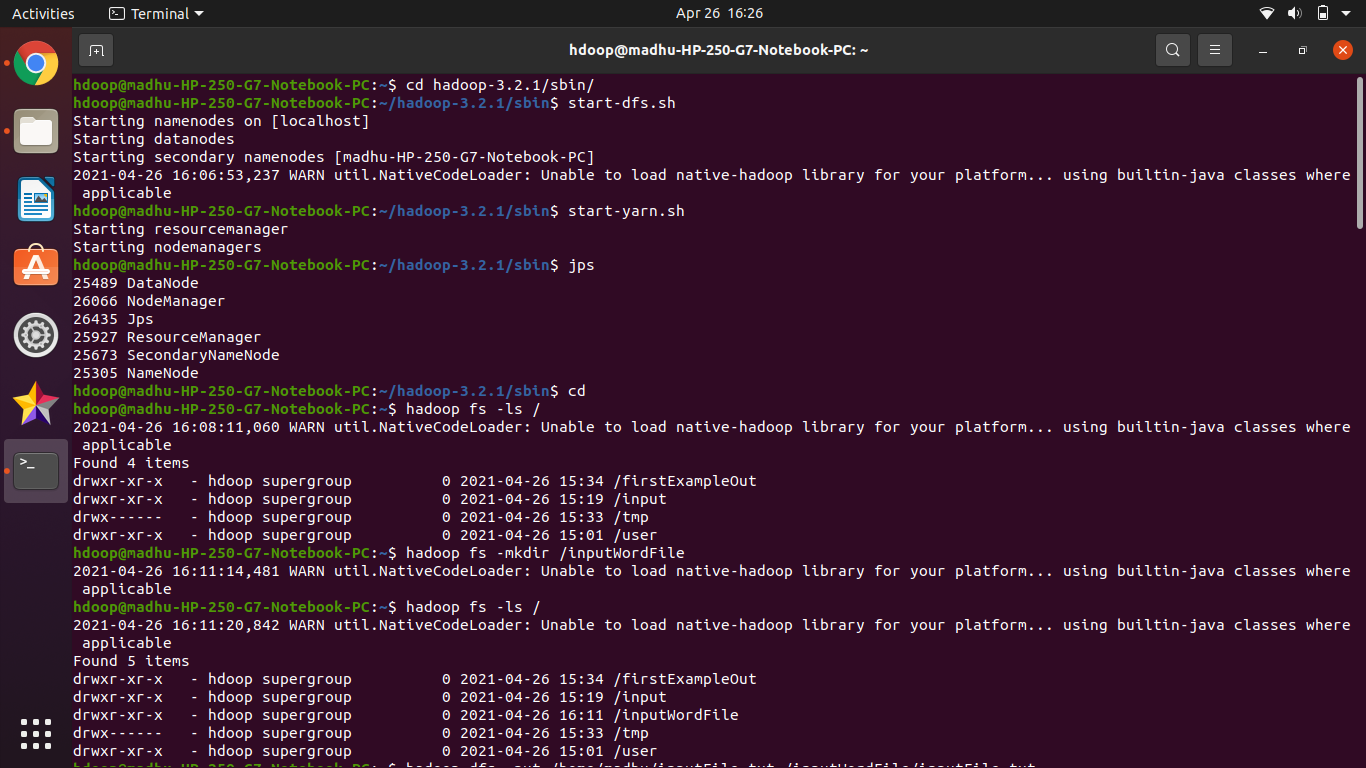 Activities Terminal Apr 26 16:26
hdoop@madhu-HP-250-G7-Notebook-PC: ~
hdoop@madhu-HP-250-G7-Notebook-PC:~$ cd hadoop-3.2.1/sbin/
hdoop@madhu-HP-250-G7-Notebook-PC:~/hadoop-3.2.1/sbin$ start-dfs.sh
Starting namenodes on [localhost]
Starting datanodes
Starting secondary namenodes [madhu-HP-250-G7-Notebook-PC]
2021-04-26 16:06:53,237 WARN util.NativeCodeLoader: Unable to load native-hadoop library for your platform... using builtin-java classes where
 applicable
hdoop@madhu-HP-250-G7-Notebook-PC:~/hadoop-3.2.1/sbin$ start-yarn.sh
Starting resourcemanager
Starting nodemanagers
hdoop@madhu-HP-250-G7-Notebook-PC:~/hadoop-3.2.1/sbin$ jps
25489 DataNode
26066 NodeManager
26435 Jps
25927 ResourceManager
25673 SecondaryNameNode
25305 NameNode
hdoop@madhu-HP-250-G7-Notebook-PC:~/hadoop-3.2.1/sbin$ cd
hdoop@madhu-HP-250-G7-Notebook-PC:~$ hadoop fs -ls /
2021-04-26 16:08:11,060 WARN util.NativeCodeLoader: Unable to load native-hadoop library for your platform... using builtin-java classes where
 applicable
Found 4 items
drwxr-xr-x   - hdoop supergroup          0 2021-04-26 15:34 /firstExampleOut
drwxr-xr-x   - hdoop supergroup          0 2021-04-26 15:19 /input
drwx------   - hdoop supergroup          0 2021-04-26 15:33 /tmp
drwxr-xr-x   - hdoop supergroup          0 2021-04-26 15:01 /user
hdoop@madhu-HP-250-G7-Notebook-PC:~$ hadoop fs -mkdir /inputWordFile
2021-04-26 16:11:14,481 WARN util.NativeCodeLoader: Unable to load native-hadoop library for your platform... using builtin-java classes where
 applicable
hdoop@madhu-HP-250-G7-Notebook-PC:~$ hadoop fs -ls /
2021-04-26 16:11:20,842 WARN util.NativeCodeLoader: Unable to load native-hadoop library for your platform... using builtin-java classes where
 applicable
Found 5 items
drwxr-xr-x   - hdoop supergroup          0 2021-04-26 15:34 /firstExampleOut
drwxr-xr-x   - hdoop supergroup          0 2021-04-26 15:19 /input
drwxr-xr-x   - hdoop supergroup          0 2021-04-26 16:11 /inputWordFile
drwx------   - hdoop supergroup          0 2021-04-26 15:33 /tmp
drwxr-xr-x   - hdoop supergroup          0 2021-04-26 15:01 /user